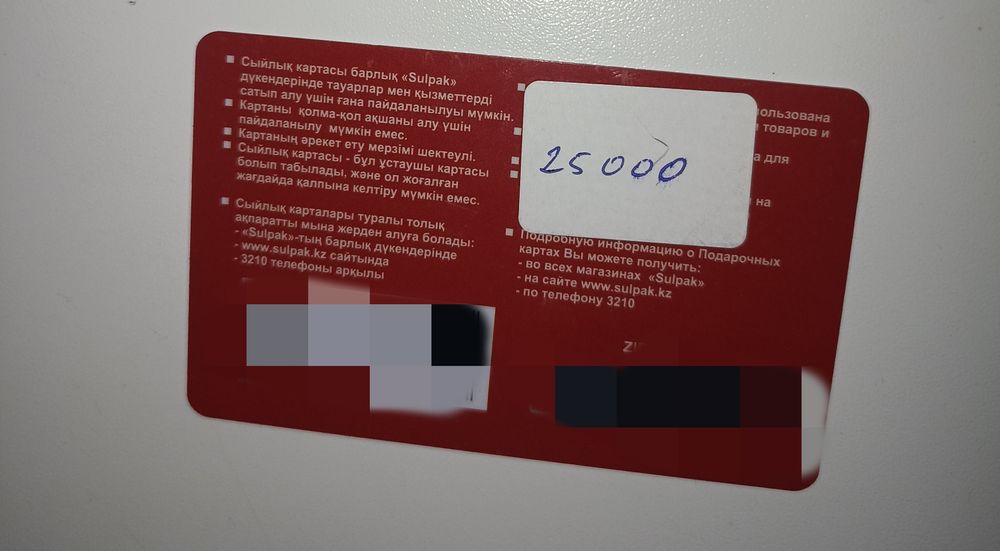 Сыйлық картасы барлық «Sulpak»
дүкендерінде тауарлар мен қызметтерді
сатып алу үшін ғана пайдаланылуы мүмкін.
Картаны қолма-қол ақшаны алу үшін
пайдаланылу мүмкін емес.
Картаның әрекет ету мерзімі шектеулі.
Сыйлық картасы - бұл ұстаушы картасы
болып табылады, және ол жоғалған
жағдайда қалпына келтіру мүмкін емес.
Сыйлық карталары туралы толық
ақпаратты мына жерден алуға болады:
- «Sulpak»-тың барлық дүкендерінде
- www.sulpak.kz сайтында
- 3210 телефоны арқылы
товаров и
для
на
25000
Подробную информацию о Подарочных
картах Вы можете получить:
- во всех магазинах «Sulpak»
- на сайте www.sulpak.kz
- по телефону 3210